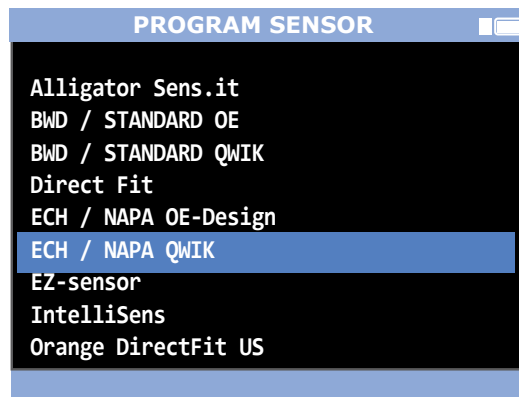 PROGRAM SENSOR
Alligator Sens.it
BWD / STANDARD OE
BWD / STANDARD QWIK
Direct Fit
ECH / NAPA OE-Design
ECH / NAPA QWIK
EZ-sensor
IntelliSens
Orange DirectFit US